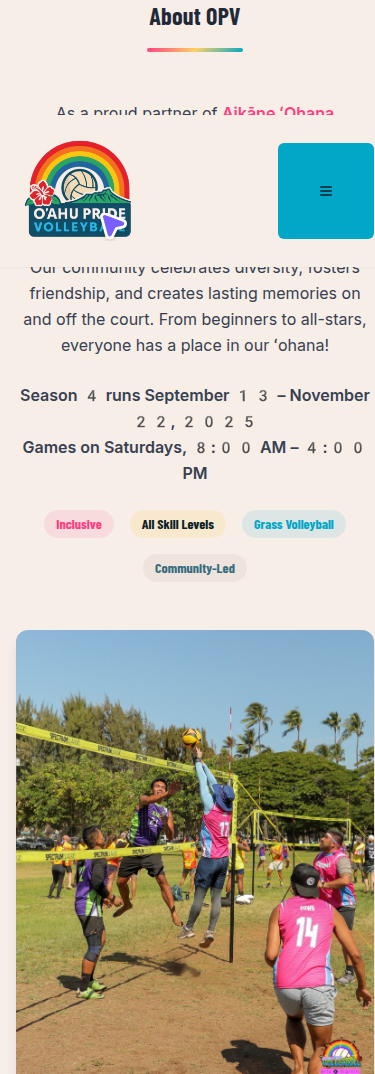 About OPV
As a proud partner of Aikāne ʻOhana
O'AHU PRIDE
VOLLEYBA
Our community celebrates diversity, fosters
friendship, and creates lasting memories on
and off the court. From beginners to all-stars,
everyone has a place in our ʻohana!
Season 4 runs September 13 – November
22, 2025
Games on Saturdays, 8:00 AM – 4:00
PM
Inclusive
All Skill Levels
Grass Volleyball
Community-Led
14